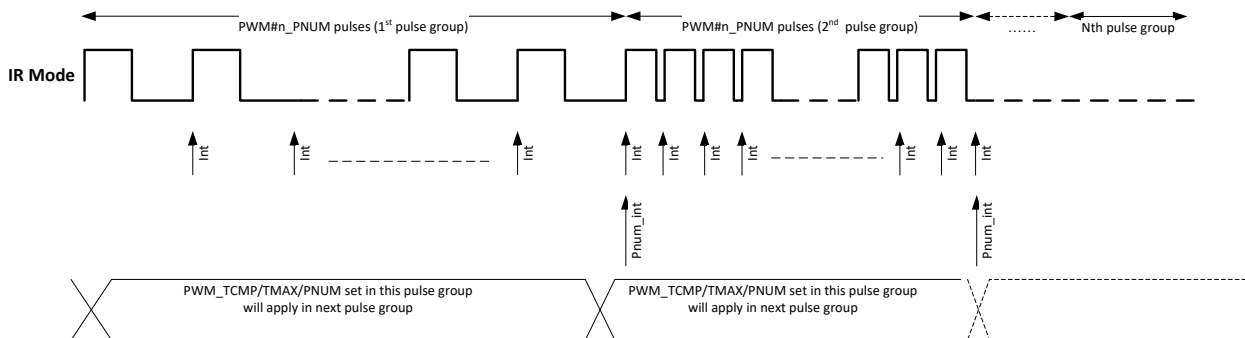 PWM#n_PNUM pulses (1st pulse group)
PWM#n_PNUM pulses (2nd pulse group)
......
Nth pulse group
IR Mode
Int
Int
Int
Int
Int
Int
Int
Int
Int
Int
Pnum_int
Pnum_int
PWM_TCMP/TMAX/PNUM set in this pulse group
will apply in next pulse group
PWM_TCMP/TMAX/PNUM set in this pulse group
will apply in next pulse group